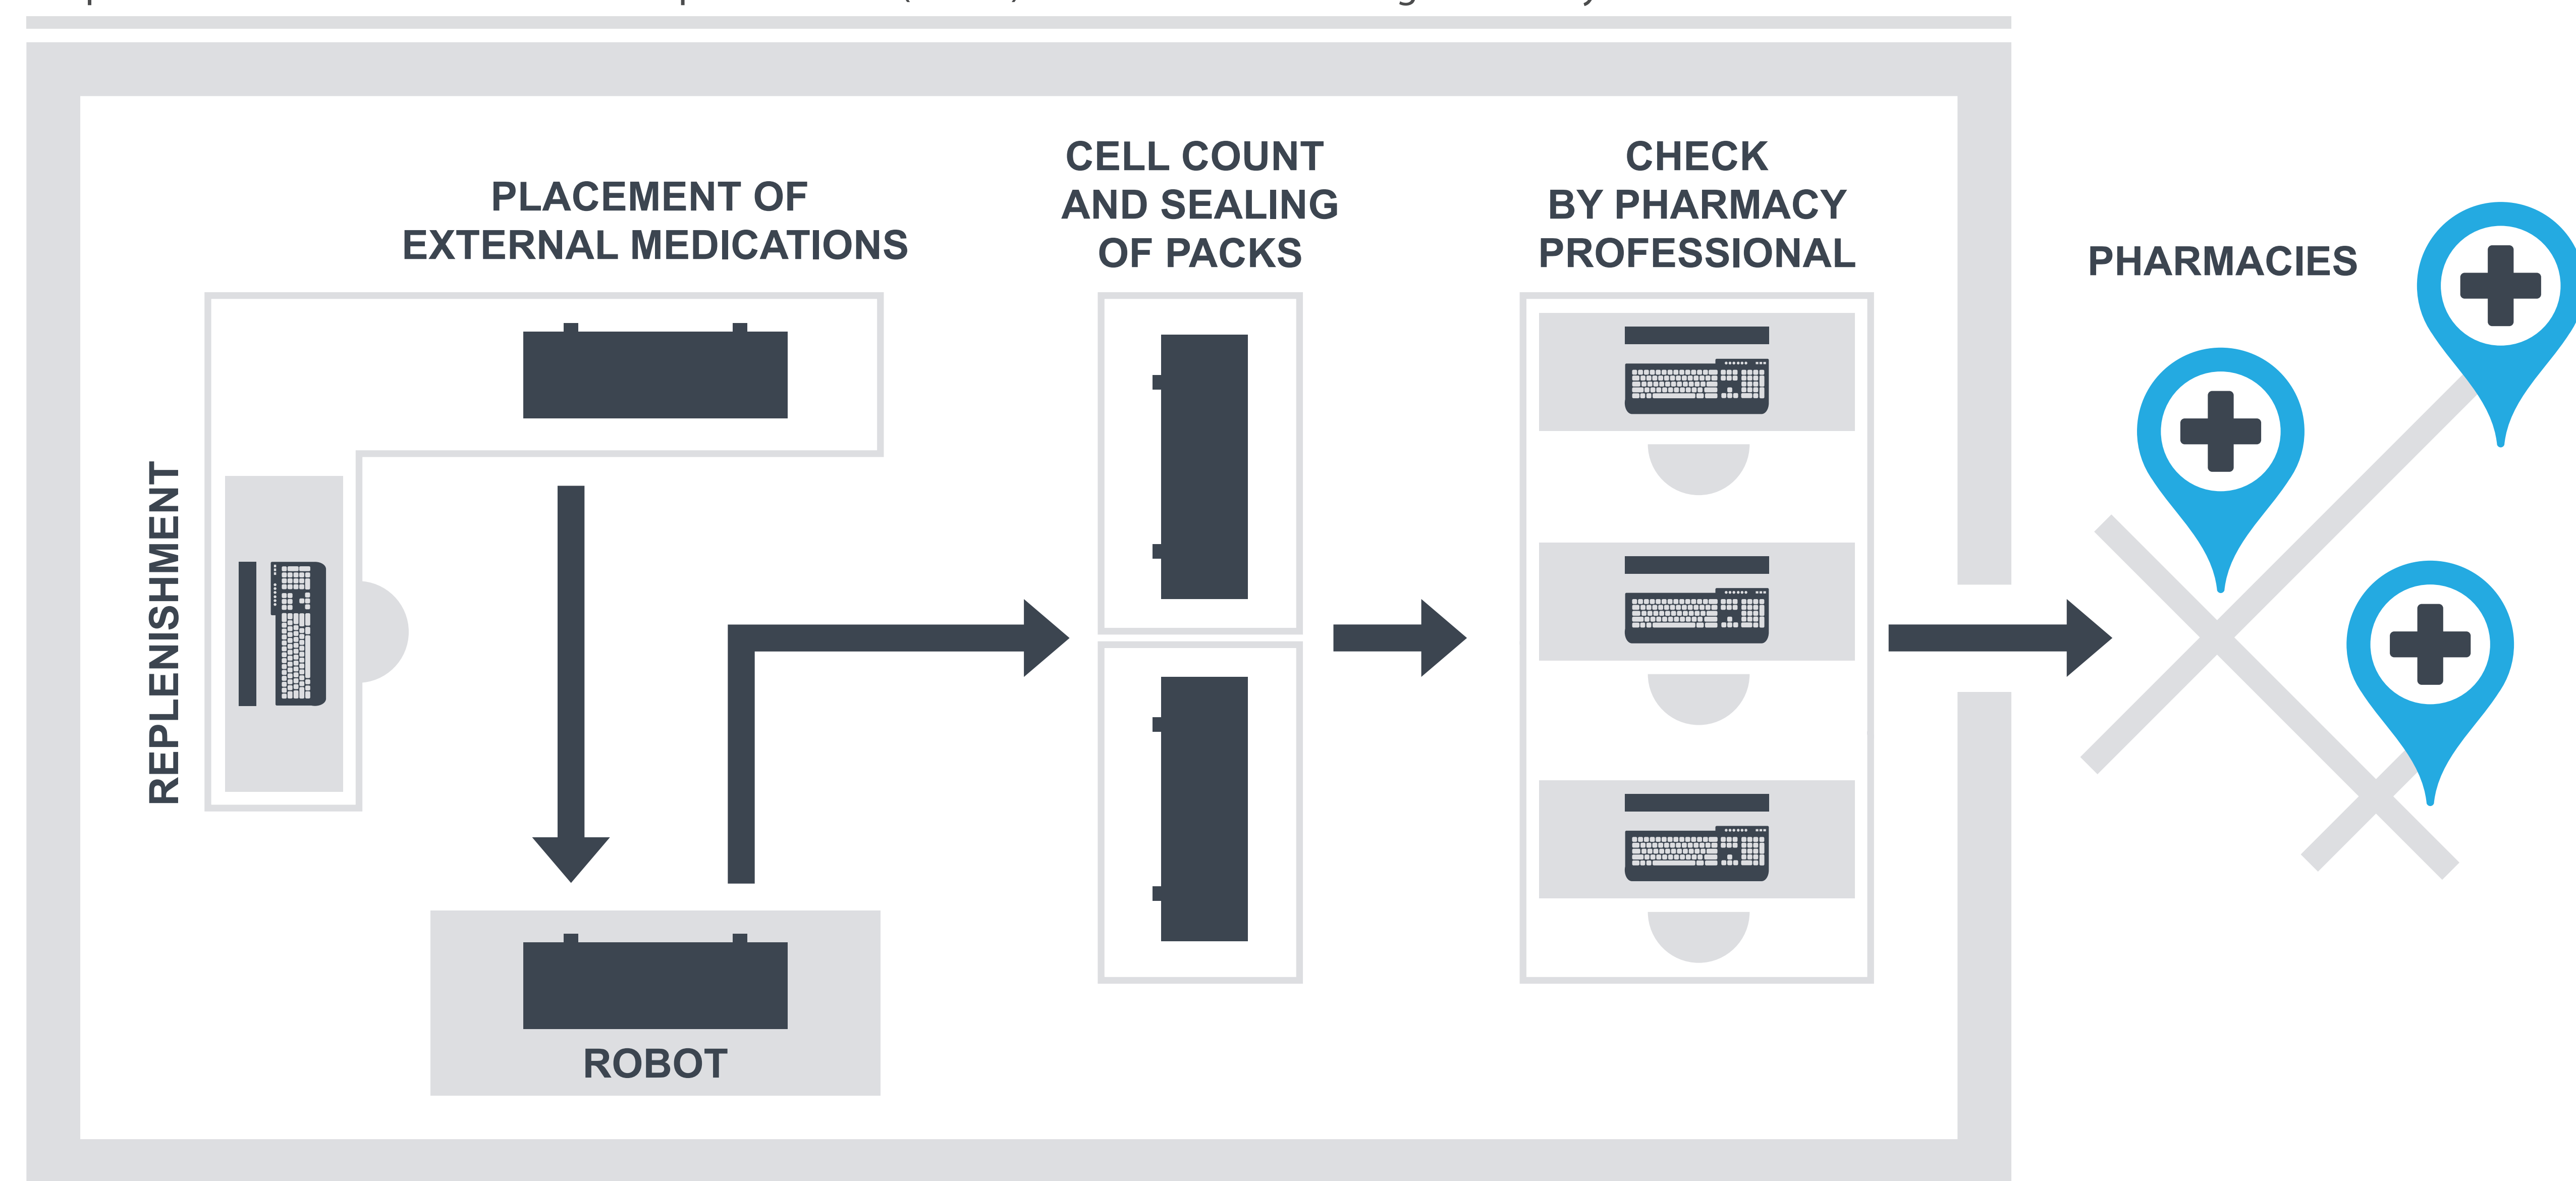 PLACEMENT OF
EXTERNAL MEDICATIONS
CELL COUNT
AND SEALING
OF PACKS
CHECK
BY PHARMACY
PROFESSIONAL
PHARMACIES
REPLENISHMENT
ROBOT